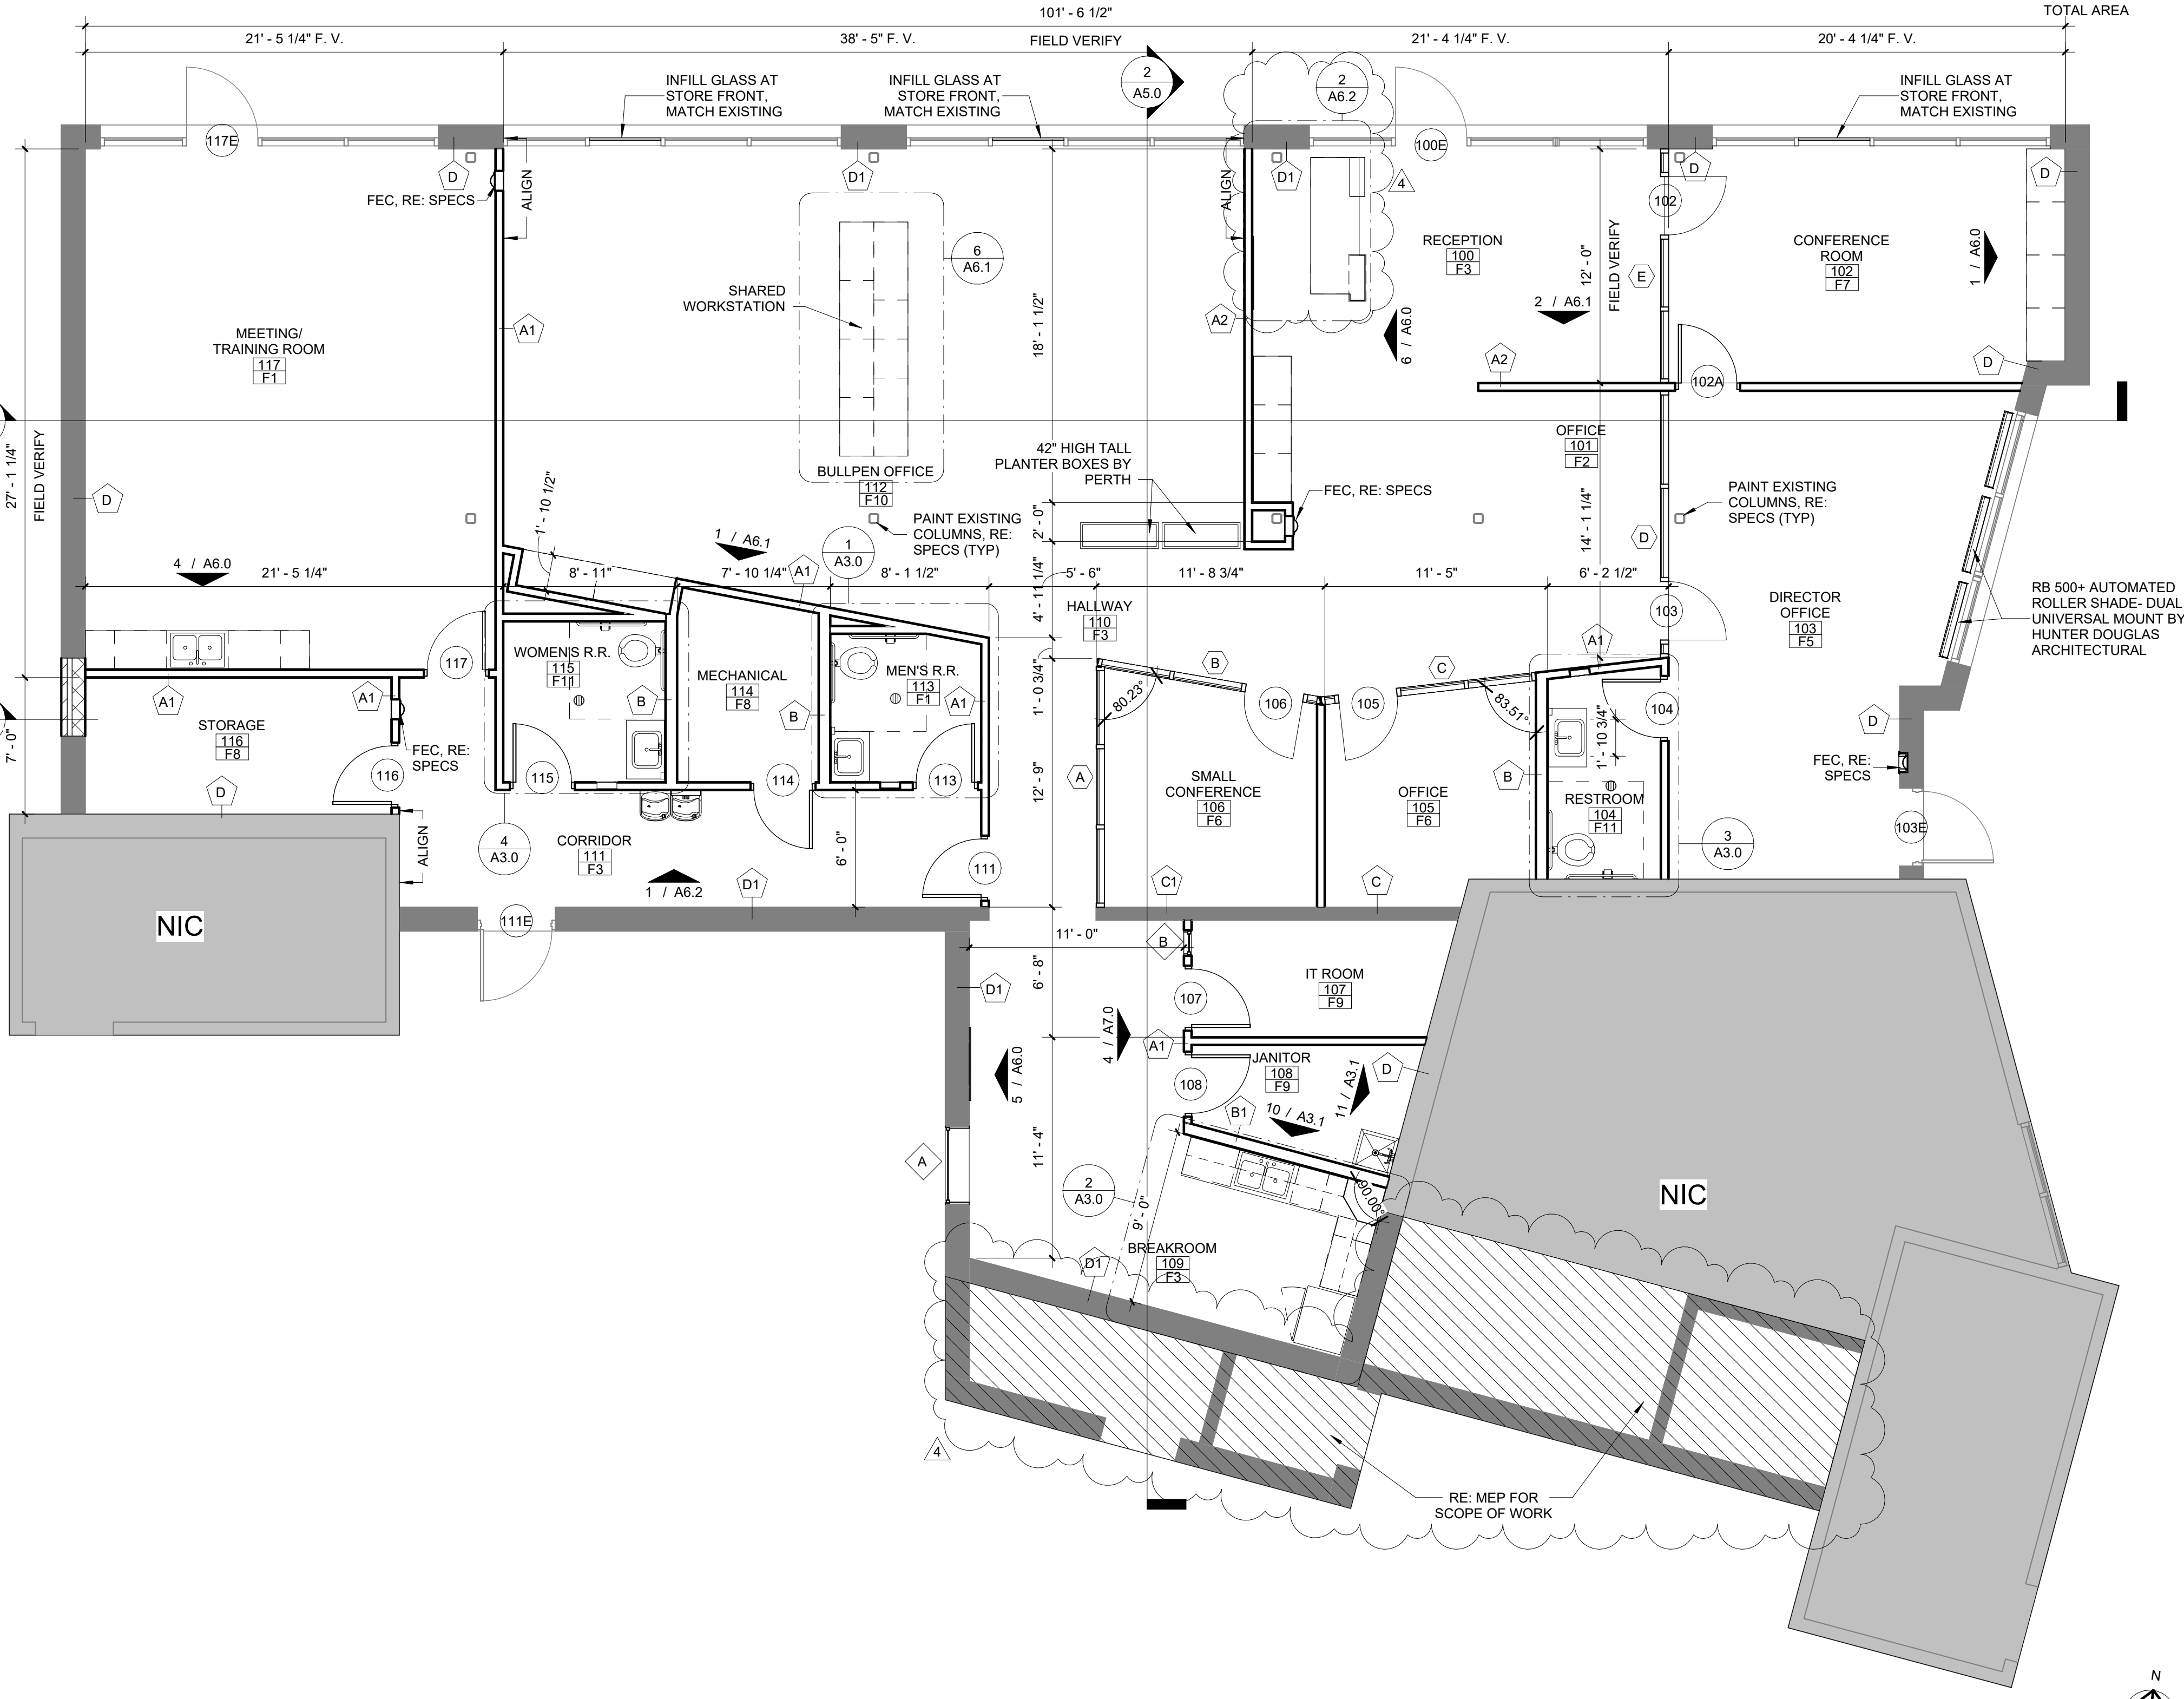 101' - 6 1/2"
TOTAL AREA
21' - 5 1/4" F. V.
38' - 5" F. V.
FIELD VERIFY
21' - 4 1/4" F. V.
20' - 4 1/4" F. V.
INFILL GLASS AT
STORE FRONT,
MATCH EXISTING
INFILL GLASS AT
STORE FRONT,
MATCH EXISTING
2
A5.0
2
A6.2
INFILL GLASS AT
STORE FRONT,
MATCH EXISTING
117E
100E
D
D1
D1
D
D
4
FEC, RE: SPECS
ALIGN
ALIGN
102
6
A6.1
RECEPTION
100
F3
12' - 0"
FIELD VERIFY
E
CONFERENCE
ROOM
102
F7
1 / A6.0
SHARED
WORKSTATION
18' - 1 1/2"
2 / A6.1
6 / A6.0
A2
A1
MEETING/
TRAINING ROOM
117
F1
A2
102A
D
27' - 1 1/4"
FIELD VERIFY
D
BULLPEN OFFICE
112
F10
42" HIGH TALL
PLANTER BOXES BY
PERTH
OFFICE
101
F2
FEC, RE: SPECS
PAINT EXISTING
COLUMNS, RE:
SPECS (TYP)
PAINT EXISTING
COLUMNS, RE:
SPECS (TYP)
1' - 10 1/2"
2' - 0"
14' - 1 1/4"
D
1 / A6.1
1
A3.0
4 / A6.0
21' - 5 1/4"
8' - 11"
7' - 10 1/4"
A1
8' - 1 1/2"
4' - 11 1/4"
5' - 6"
11' - 8 3/4"
11' - 5"
6' - 2 1/2"
RB 500+ AUTOMATED
ROLLER SHADE- DUAL
UNIVERSAL MOUNT BY
HUNTER DOUGLAS
ARCHITECTURAL
HALLWAY
110
F3
103
DIRECTOR
OFFICE
103
F5
A1
117
WOMEN'S R.R.
115
F11
MECHANICAL
114
F8
MEN'S R.R.
113
F1
B
B
A1
1' - 0 3/4"
80.23°
B
C
106
105
83.51°
1' - 10 3/4"
104
D
A1
A1
STORAGE
116
F8
7' - 0"
FEC, RE:
SPECS
116
115
114
113
D
12' - 9"
A
SMALL
CONFERENCE
106
F6
OFFICE
105
F6
B
RESTROOM
104
F11
FEC, RE:
SPECS
103E
3
A3.0
ALIGN
4
A3.0
CORRIDOR
111
F3
6' - 0"
111
1 / A6.2
D1
C1
C
NIC
111E
11' - 0"
B
6' - 8"
IT ROOM
107
F9
D1
107
4 / A7.0
A1
5 / A6.0
JANITOR
108
F9
108
D
11 / A3.1
10 / A3.1
B1
11' - 4"
A
2
A3.0
9' - 0"
90.00°
NIC
BREAKROOM
109
F3
D1
4
RE: MEP FOR
SCOPE OF WORK
N